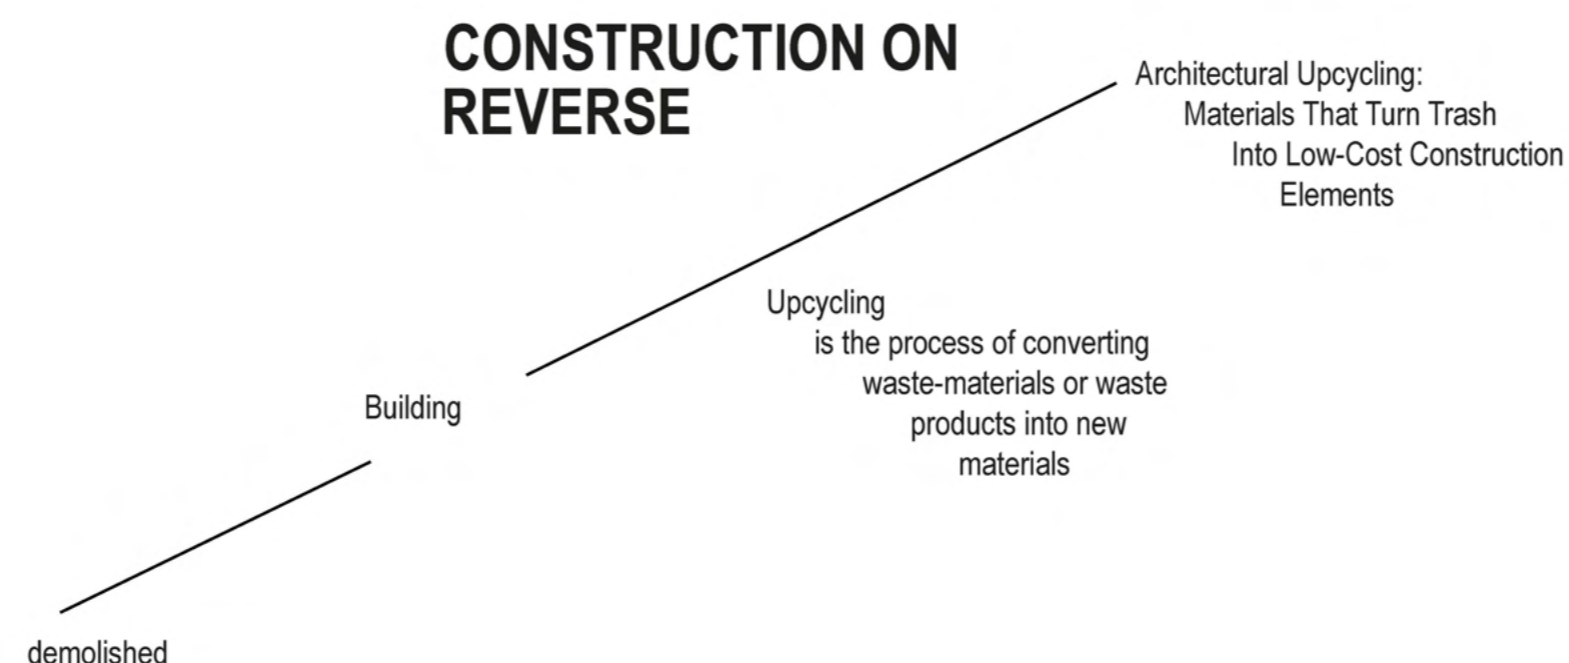 CONSTRUCTION ON
REVERSE
Architectural Upcycling:
Materials That Turn Trash
Into Low-Cost Construction
Elements
Upcycling
is the process of converting
waste-materials or waste
products into new
materials
Building
demolished